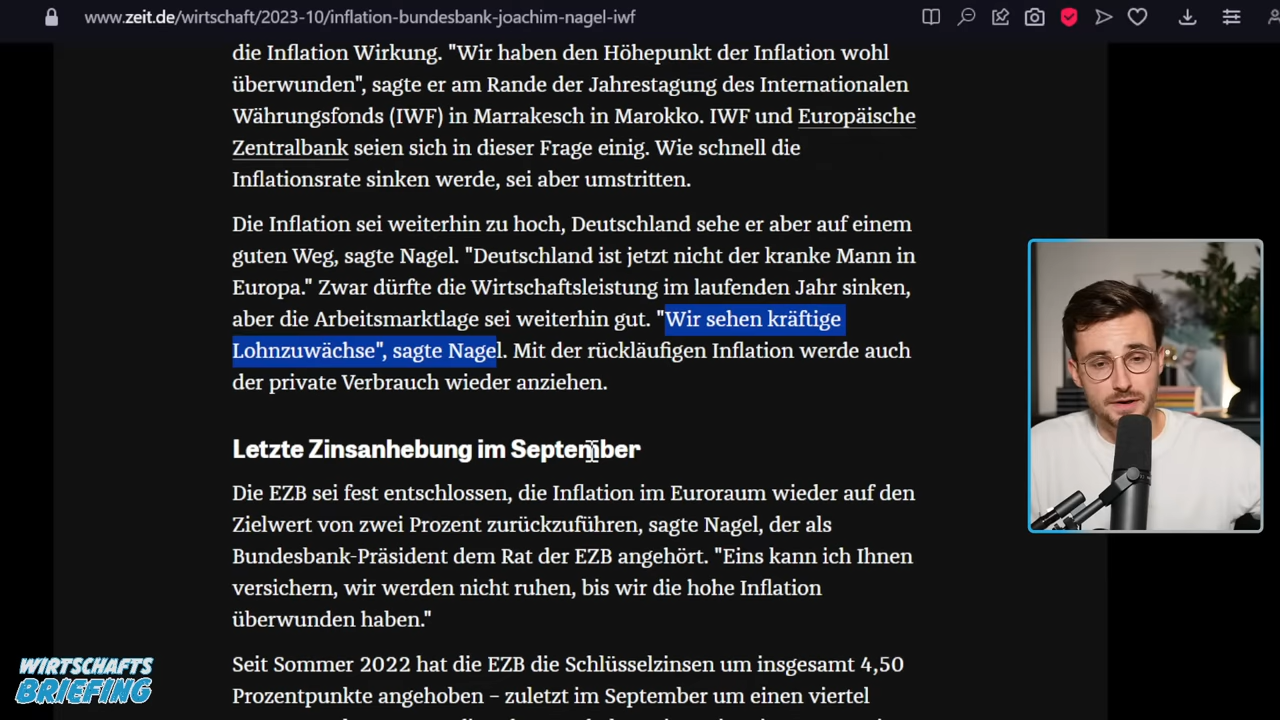 www.zeit.de/wirtschaft/2023-10/inflation-bundesbank-joachim-nagel-iwf
die Inflation Wirkung. "Wir haben den Höhepunkt der Inflation wohl
überwunden", sagte er am Rande der Jahrestagung des Internationalen
Währungsfonds (IWF) in Marrakesch in Marokko. IWF und Europäische
Zentralbank seien sich in dieser Frage einig. Wie schnell die
Inflationsrate sinken werde, sei aber umstritten.
Die Inflation sei weiterhin zu hoch, Deutschland sehe er aber auf einem
guten Weg, sagte Nagel. "Deutschland ist jetzt nicht der kranke Mann in
Europa." Zwar dürfte die Wirtschaftsleistung im laufenden Jahr sinken,
aber die Arbeitsmarktlage sei weiterhin gut. "Wir sehen kräftige
Lohnzuwächse", sagte Nagel. Mit der rückläufigen Inflation werde auch
der private Verbrauch wieder anziehen.
Letzte Zinsanhebung im September
Die EZB sei fest entschlossen, die Inflation im Euroraum wieder auf den
Zielwert von zwei Prozent zurückzuführen, sagte Nagel, der als
Bundesbank-Präsident dem Rat der EZB angehört. "Eins kann ich Ihnen
versichern, wir werden nicht ruhen, bis wir die hohe Inflation
überwunden haben."
Seit Sommer 2022 hat die EZB die Schlüsselzinsen um insgesamt 4,50
Prozentpunkte angehoben – zuletzt im September um einen viertel
WIRTSCHAFTS
BRIEFING